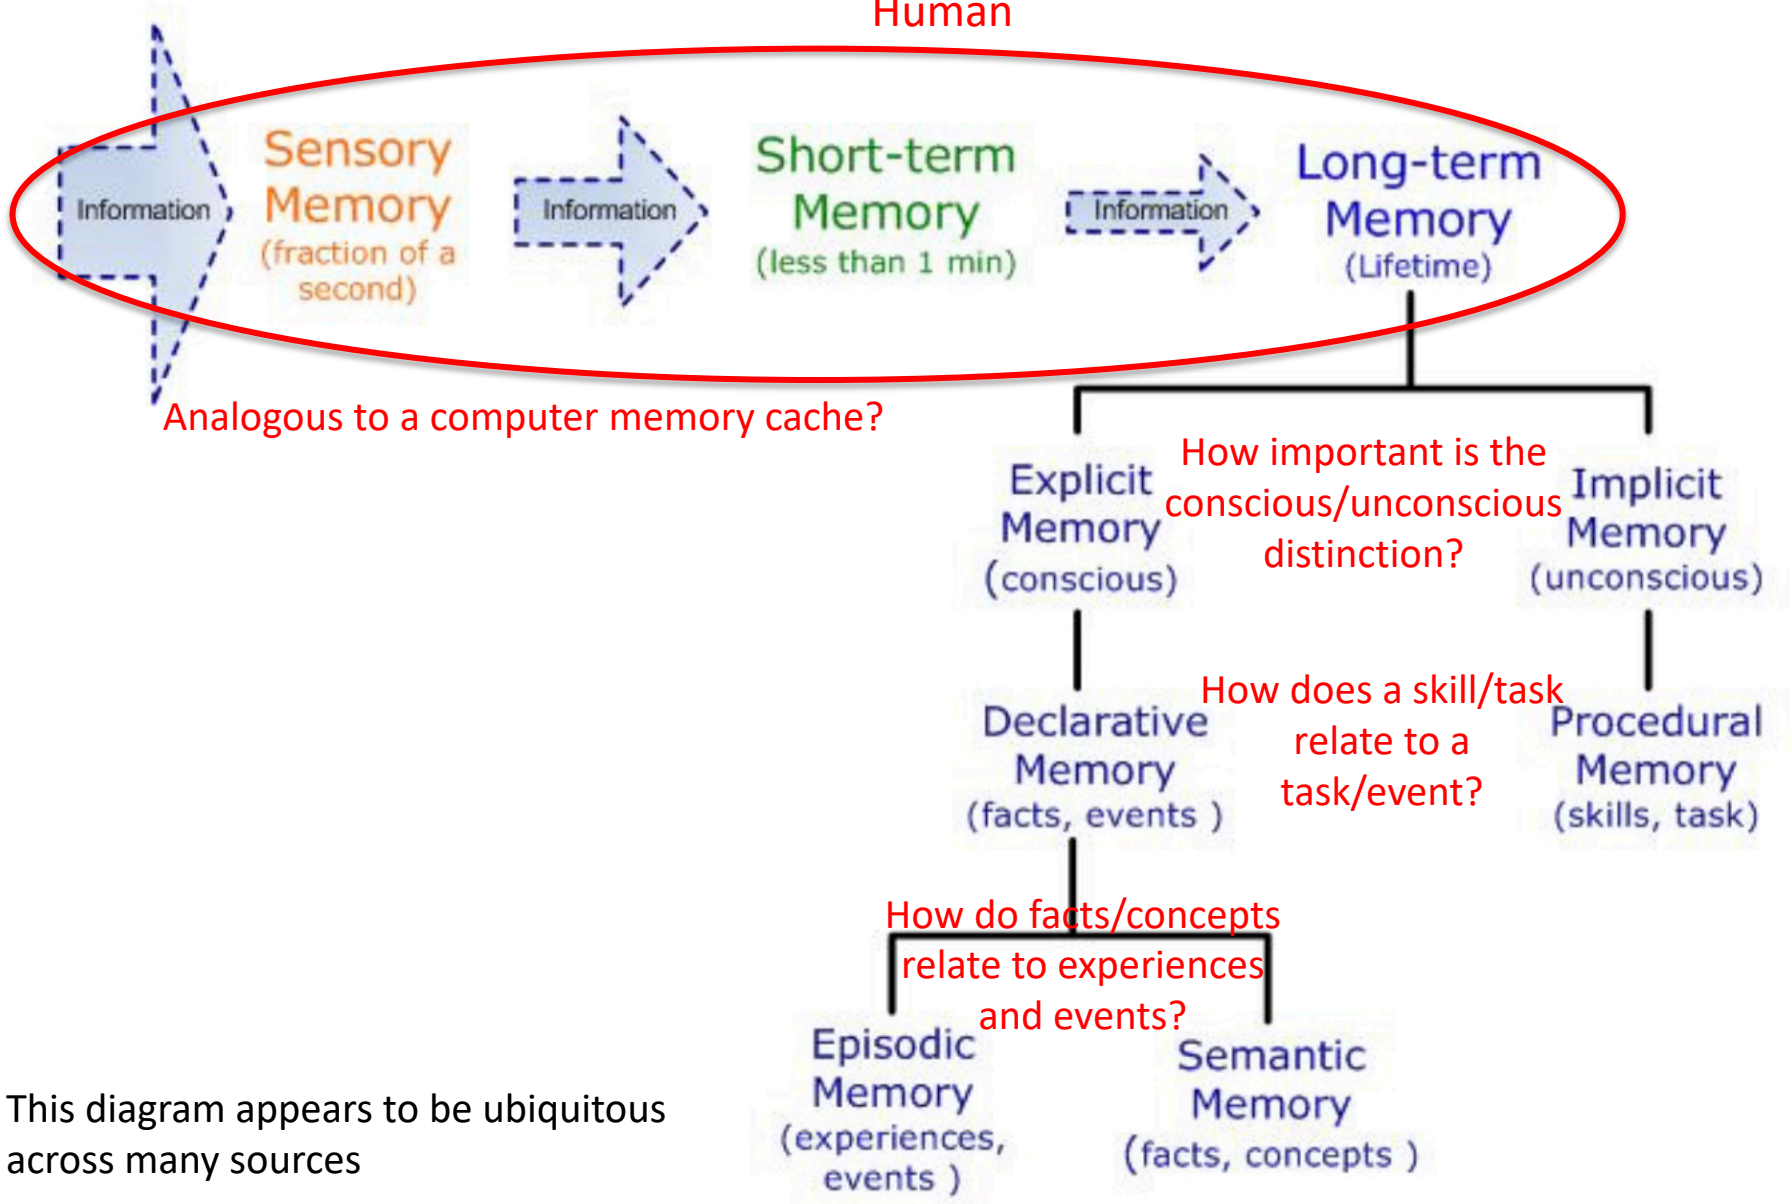 Human
Information
Sensory
Memory
(fraction of a
second)
Information
Short-term
Memory
(less than 1 min)
Information
Long-term
Memory
(Lifetime)
Analogous to a computer memory cache?
Explicit
Memory
(conscious)
How important is the
conscious/unconscious
distinction?
Implicit
Memory
(unconscious)
Declarative
Memory
(facts, events )
How does a skill/task
relate to a
task/event?
Procedural
Memory
(skills, task)
How do facts/concepts
relate to experiences
and events?
Episodic
Memory
(experiences,
events )
Semantic
Memory
(facts, concepts )
This diagram appears to be ubiquitous
across many sources